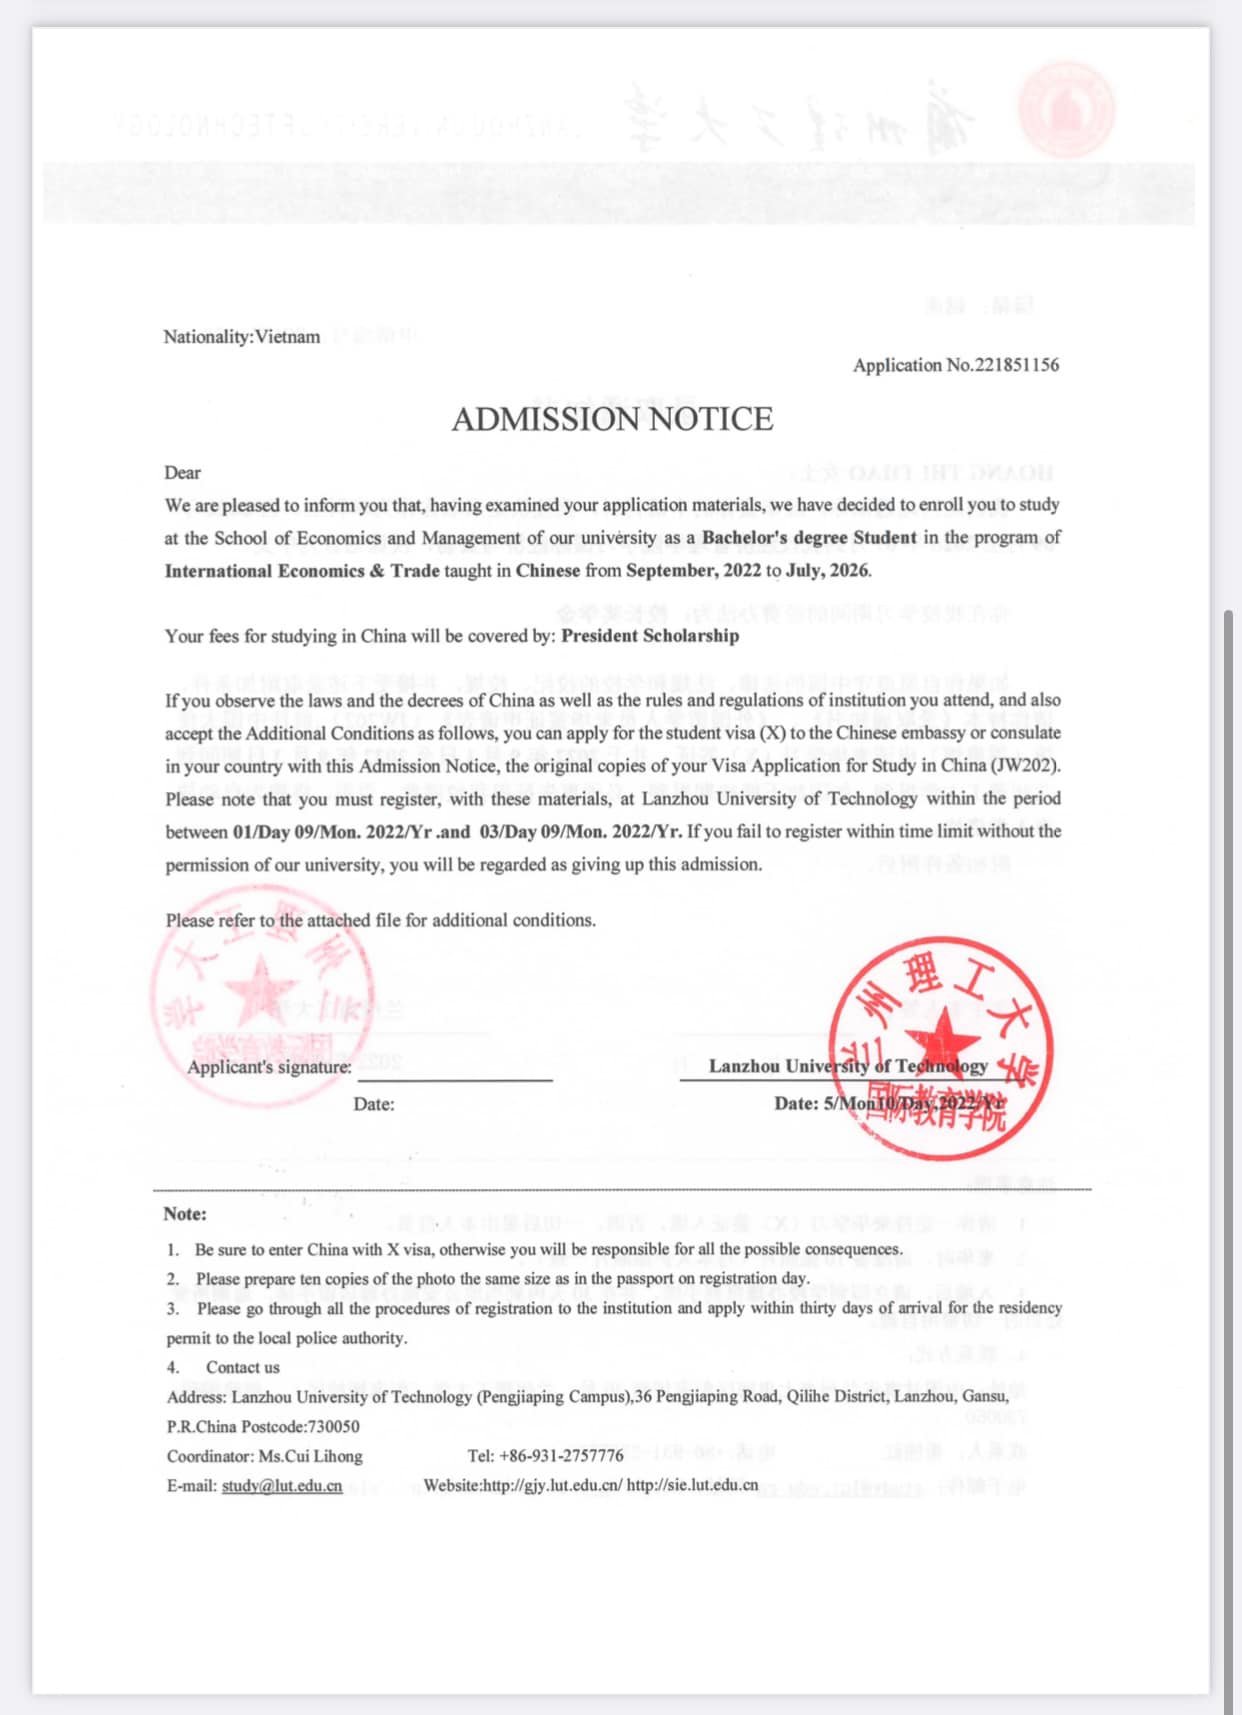 Nationality:Vietnam
Application No.221851156
ADMISSION NOTICE
Dear
We are pleased to inform you that, having examined your application materials, we have decided to enroll you to study
at the School of Economics and Management of our university as a Bachelor's degree Student in the program of
International Economics & Trade taught in Chinese from September, 2022 to July, 2026.
Your fees for studying in China will be covered by: President Scholarship
If you observe the laws and the decrees of China as well as the rules and regulations of institution you attend, and also
accept the Additional Conditions as follows, you can apply for the student visa (X) to the Chinese embassy or consulate
in your country with this Admission Notice, the original copies of your Visa Application for Study in China (JW202).
Please note that you must register, with these materials, at Lanzhou University of Technology within the period
between 01/Day 09/Mon. 2022/Yr .and 03/Day 09/Mon. 2022/Yr. If you fail to register within time limit without the
permission of our university, you will be regarded as giving up this admission.
Please refer to the attached file for additional conditions.
兰州理工大学
国际教育学院
Applicant's signature:
Lanzhou University of Technology
Date:
Date: 5/Mon10/Day,2022/Yr
Note:
1. Be sure to enter China with X visa, otherwise you will be responsible for all the possible consequences.
2. Please prepare ten copies of the photo the same size as in the passport on registration day.
3. Please go through all the procedures of registration to the institution and apply within thirty days of arrival for the residency
permit to the local police authority.
4. Contact us
Address: Lanzhou University of Technology (Pengjiaping Campus),36 Pengjiaping Road, Qilihe District, Lanzhou, Gansu,
P.R.China Postcode:730050
Coordinator: Ms.Cui Lihong Tel: +86-931-2757776
E-mail: study@lut.edu.cn Website:http://gjy.lut.edu.cn/ http://sie.lut.edu.cn